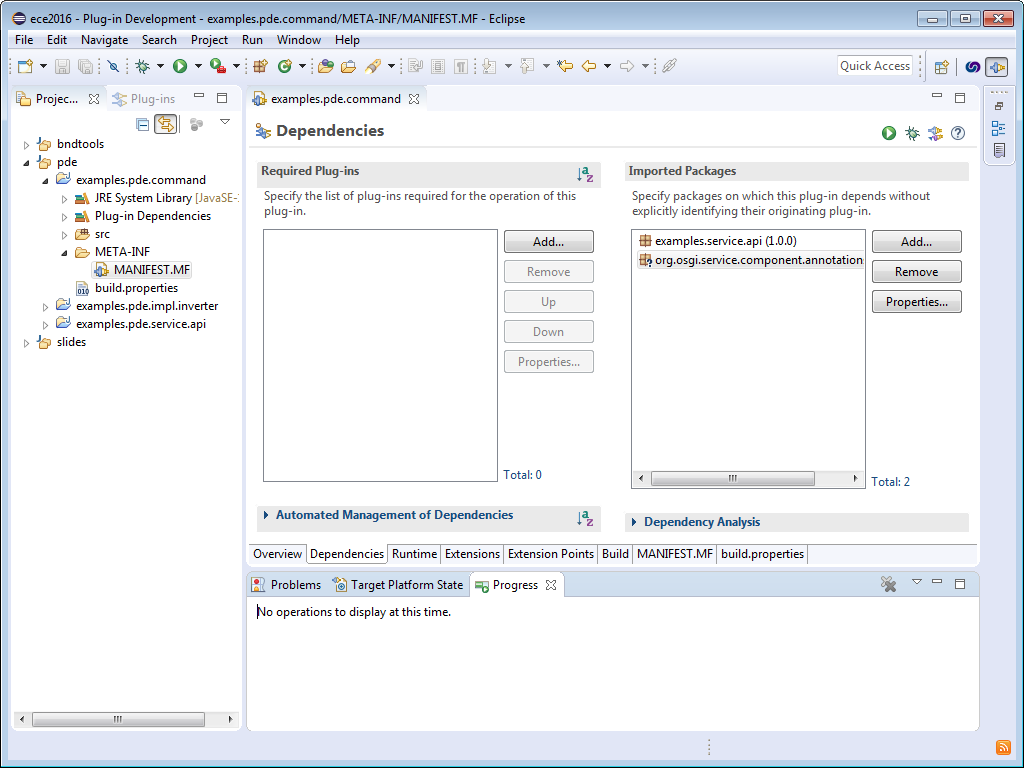 ece2016 - Plug-in Development - examples.pde.command/META-INF/MANIFEST.MF - Eclipse
File Edit Navigate Search Project Run Window Help
Quick Access
Projec...
Plug-ins
bndtools
pde
examples.pde.command
JRE System Library [JavaSE-
Plug-in Dependencies
src
META-INF
MANIFEST.MF
build.properties
examples.pde.impl.inverter
examples.pde.service.api
slides
examples.pde.command
Dependencies
Required Plug-ins
Specify the list of plug-ins required for the operation of this
plug-in.
Add...
Remove
Up
Down
Properties...
Total: 0
Automated Management of Dependencies
Imported Packages
Specify packages on which this plug-in depends without
explicitly identifying their originating plug-in.
examples.service.api (1.0.0)
org.osgi.service.component.annotation
Add...
Remove
Properties...
Total: 2
Dependency Analysis
Overview Dependencies Runtime Extensions Extension Points Build MANIFEST.MF build.properties
Problems Target Platform State Progress
No operations to display at this time.